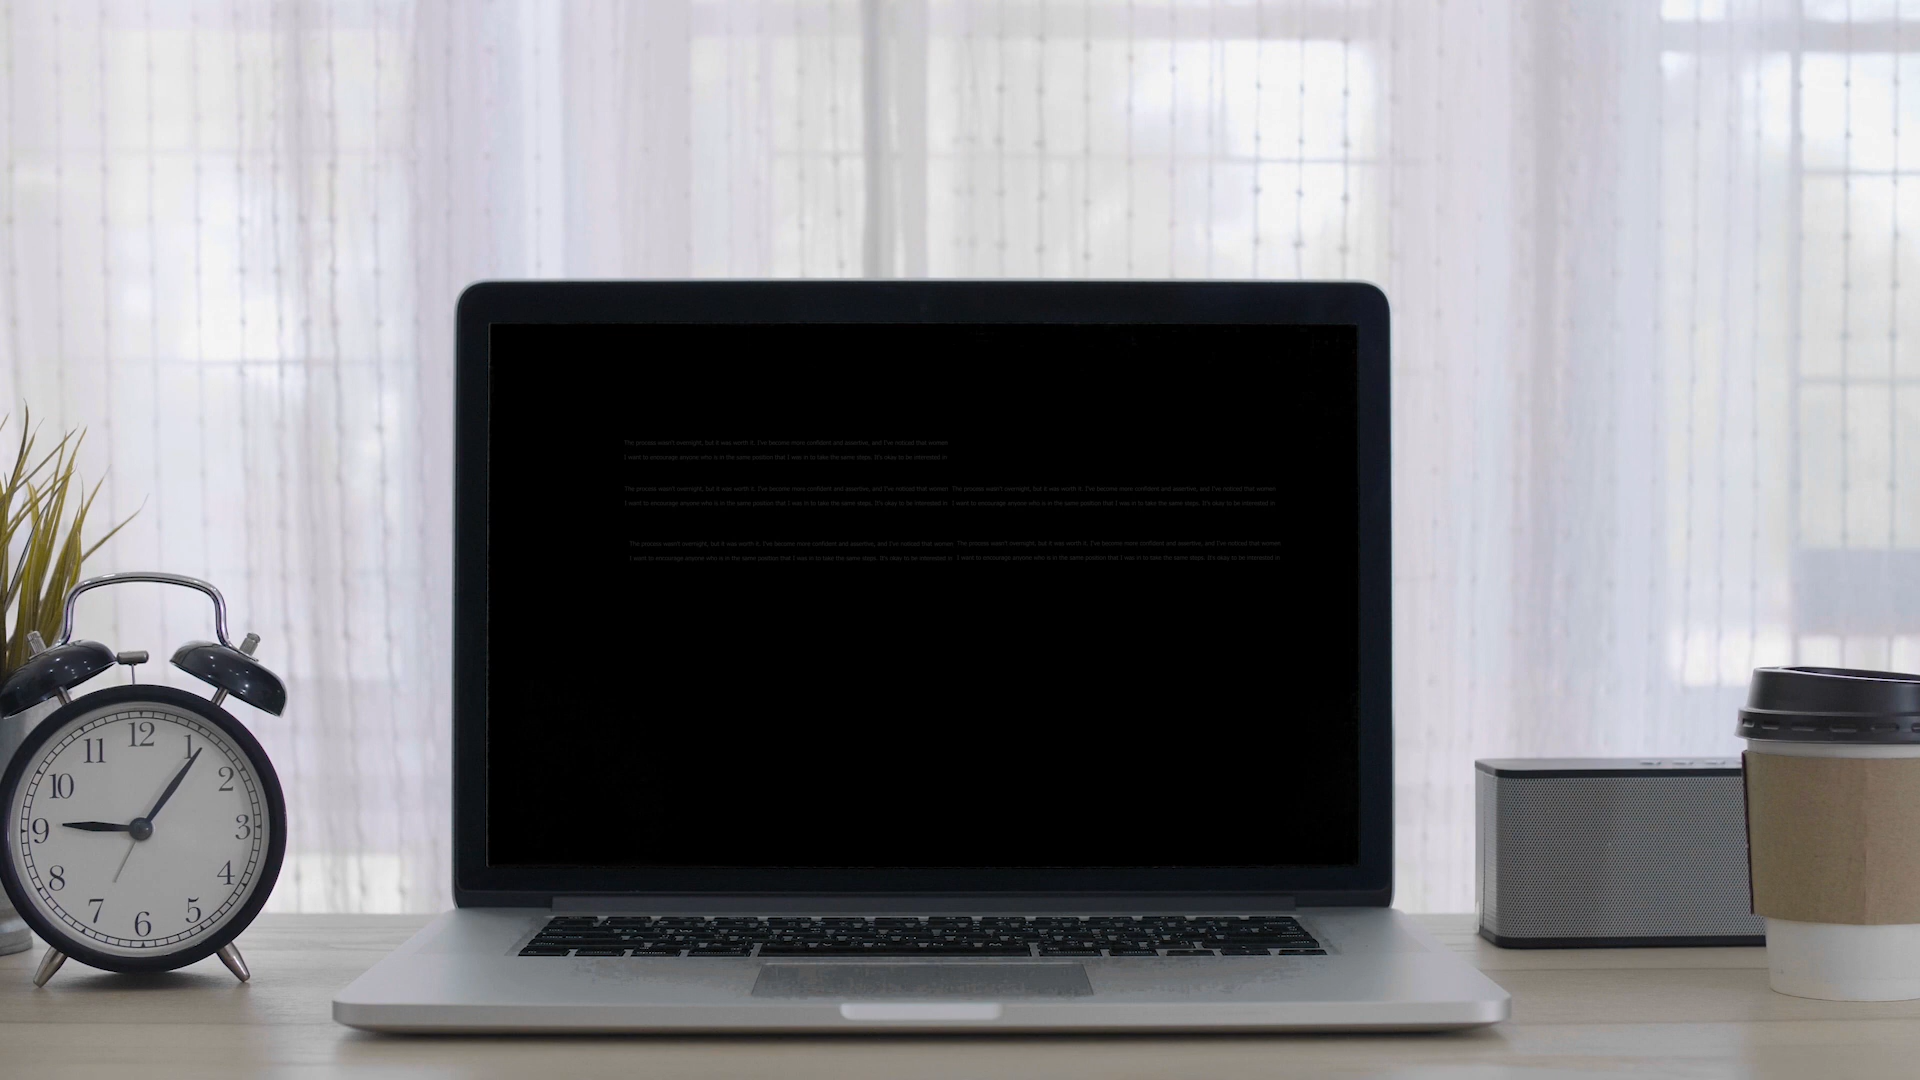 The process wasn't overnight, but it was worth it. I've become more confident and assertive, and I've noticed that women
I want to encourage anyone who is in the same position that I was in to take the same steps. It's okay to be interested in
The process wasn't overnight, but it was worth it. I've become more confident and assertive, and I've noticed that women The process wasn't overnight, but it was worth it. I've become more confident and assertive, and I've noticed that women
I want to encourage anyone who is in the same position that I was in to take the same steps. It's okay to be interested in I want to encourage anyone who is in the same position that I was in to take the same steps. It's okay to be interested in
The process wasn't overnight, but it was worth it. I've become more confident and assertive, and I've noticed that women The process wasn't overnight, but it was worth it. I've become more confident and assertive, and I've noticed that women
I want to encourage anyone who is in the same position that I was in to take the same steps. It's okay to be interested in I want to encourage anyone who is in the same position that I was in to take the same steps. It's okay to be interested in
12
11
1
10
2
9
3
8
4
7
5
6